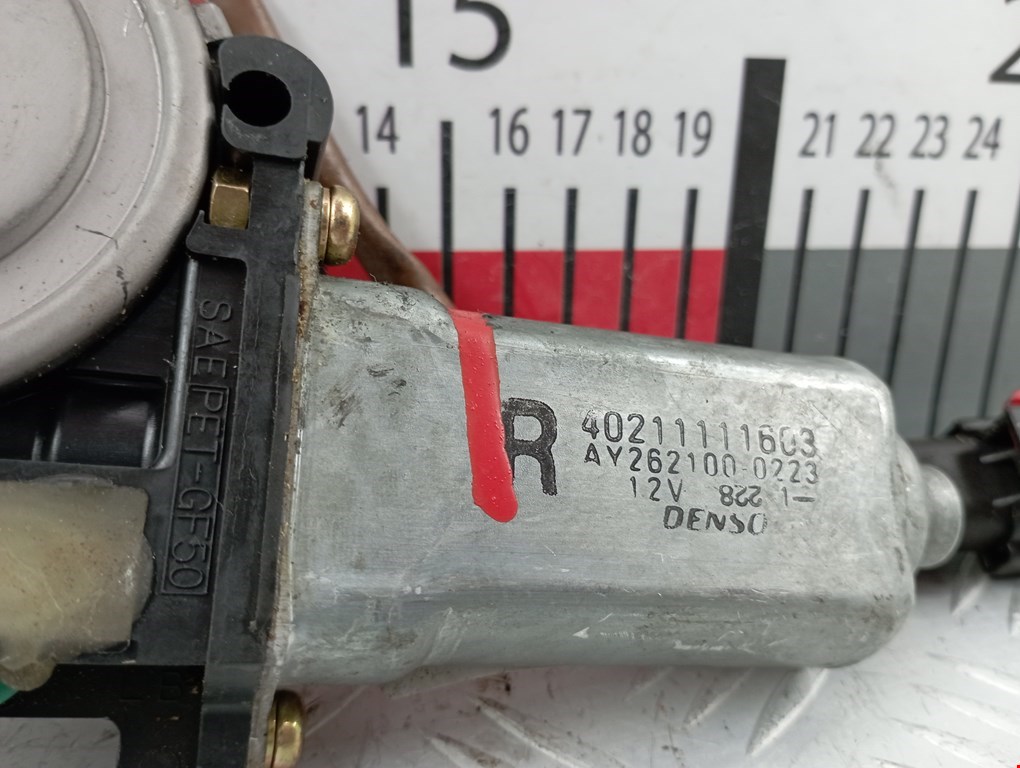 15
14 16 17 18 19 21 22 23 24
SAE PET-GF50
R
40211111603
AY262100-0223
12V 822 1-
DENSO